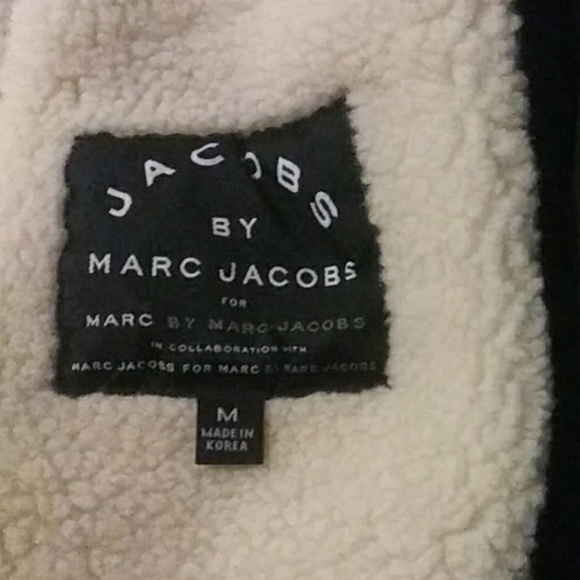 JACOBS
BY
MARC JACOBS
FOR
MARC BY MARC JACOBS
IN COLLABORATION WITH
MARC JACOBS FOR MARC BY MARC JACOBS
M
MADE IN
KOREA